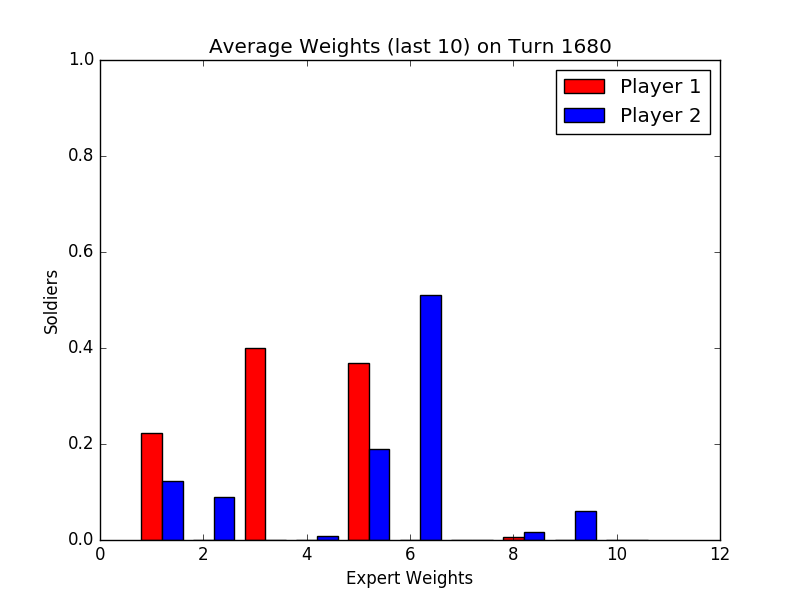 Average Weights (last 10) on Turn 1680
Player 1
Player 2
1.0
0.8
0.6
0.4
0.2
0.0
Soldiers
0 2 4 6 8 10 12
Expert Weights